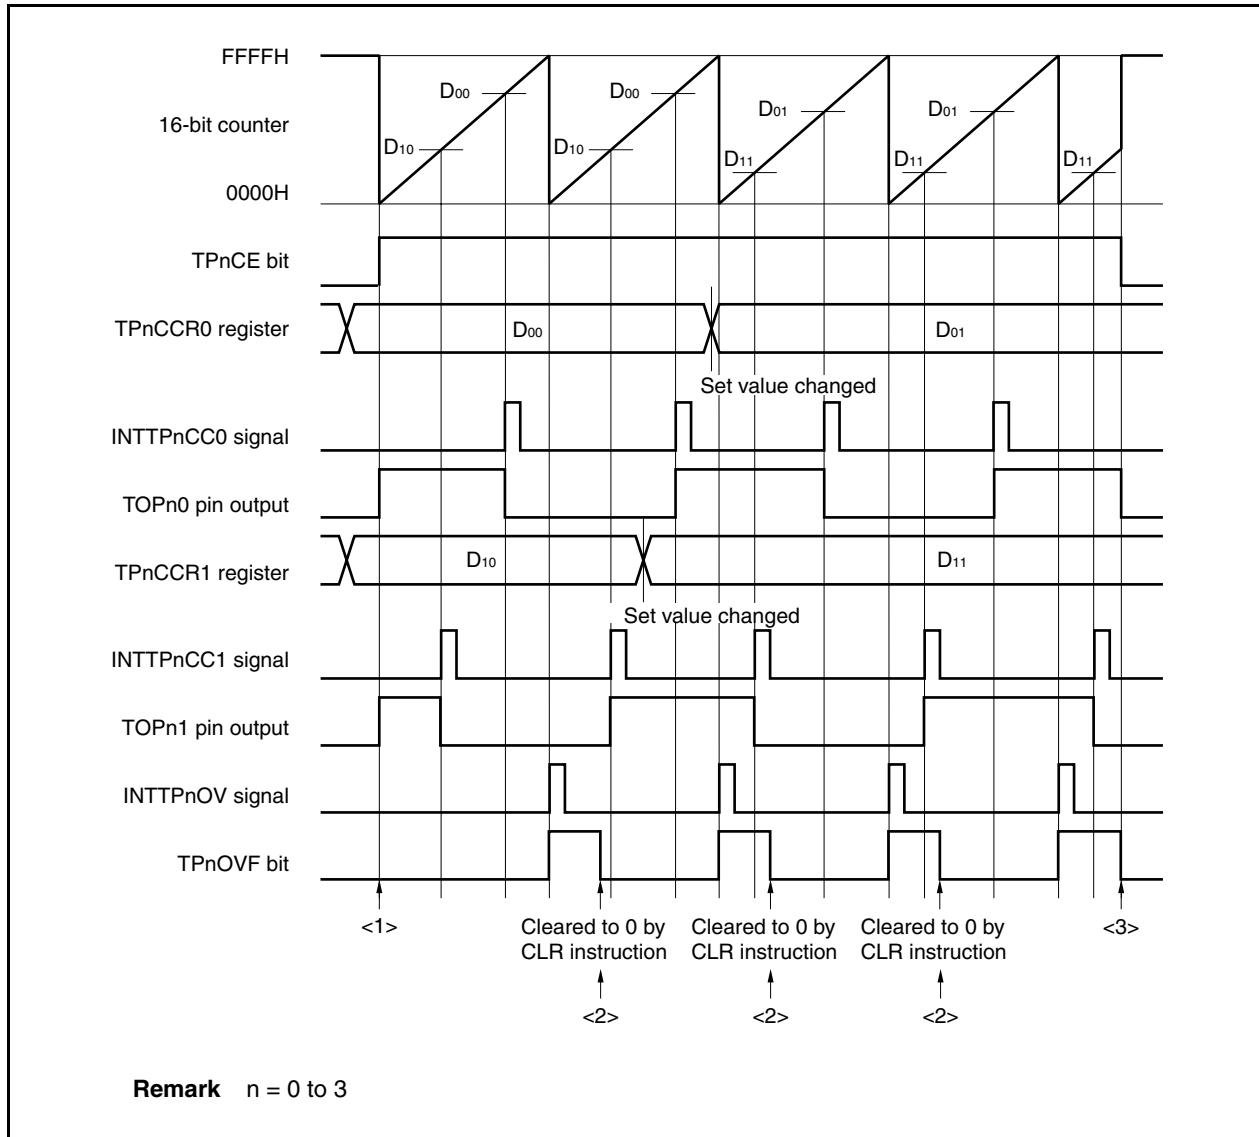 FFFFH
D00
D00
D01
D01
16-bit counter
D10
D10
D11
D11
D11
0000H
TPnCE bit
TPnCCR0 register
D00
D01
Set value changed
INTTPnCC0 signal
TOPn0 pin output
TPnCCR1 register
D10
D11
Set value changed
INTTPnCC1 signal
TOPn1 pin output
INTTPnOV signal
TPnOVF bit
<1>
Cleared to 0 by
CLR instruction
Cleared to 0 by
CLR instruction
Cleared to 0 by
CLR instruction
<3>
<2>
<2>
<2>
Remark n = 0 to 3